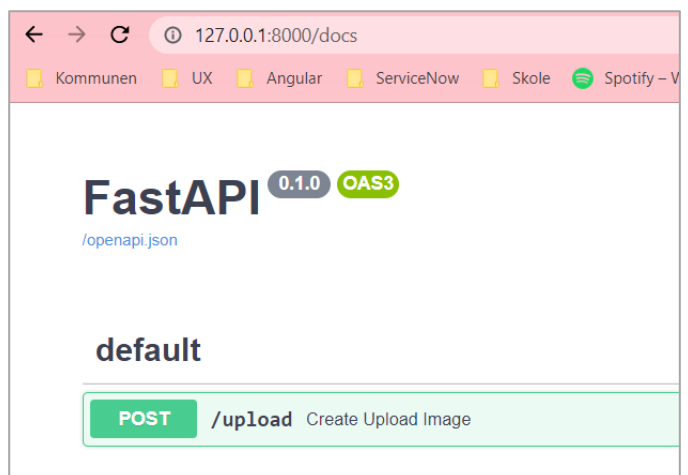 127.0.0.1:8000/docs
Kommunen UX Angular ServiceNow Skole Spotify – W
FastAPI 0.1.0 OAS3
/openapi.json
default
POST /upload Create Upload Image